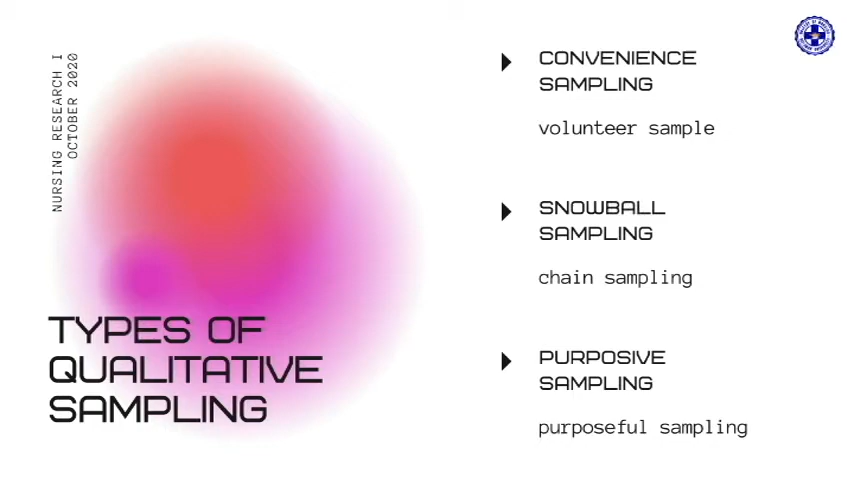 NURSING RESEARCH I
OCTOBER 2020
TYPES OF
QUALITATIVE
SAMPLING
CONVENIENCE
SAMPLING
volunteer sample
SNOWBALL
SAMPLING
chain sampling
PURPOSIVE
SAMPLING
purposeful sampling